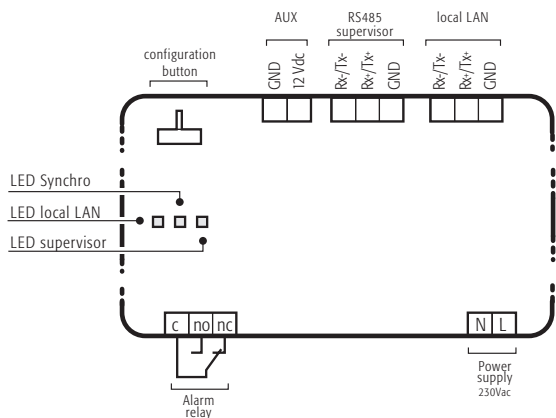 AUX
RS485
supervisor
local LAN
configuration
button
GND
12 Vdc
Rx-/Tx-
Rx+/Tx+
GND
Rx-/Tx-
Rx+/Tx+
GND
LED Synchro
LED local LAN
LED supervisor
c no nc
N L
Alarm
relay
Power
supply
230Vac